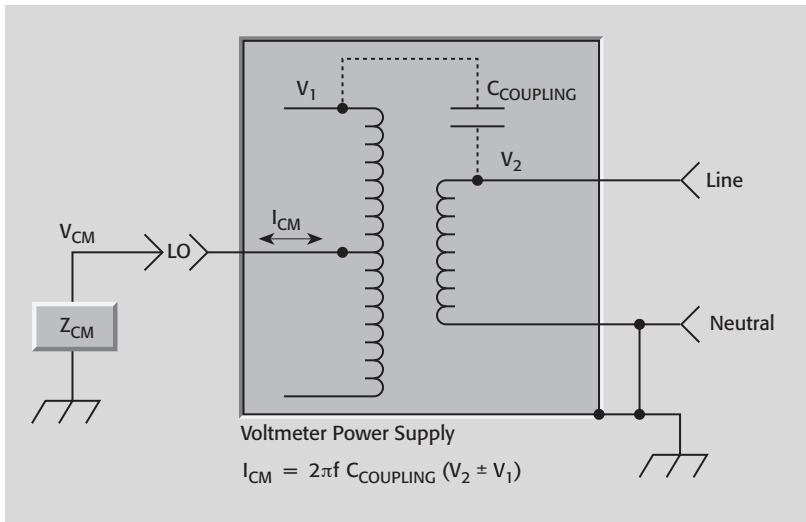 V1
CCOUPLING
V2
Line
ICM
VCM
LO
ZCM
Neutral
Voltmeter Power Supply
ICM = 2πf CCOUPLING (V2 ± V1)